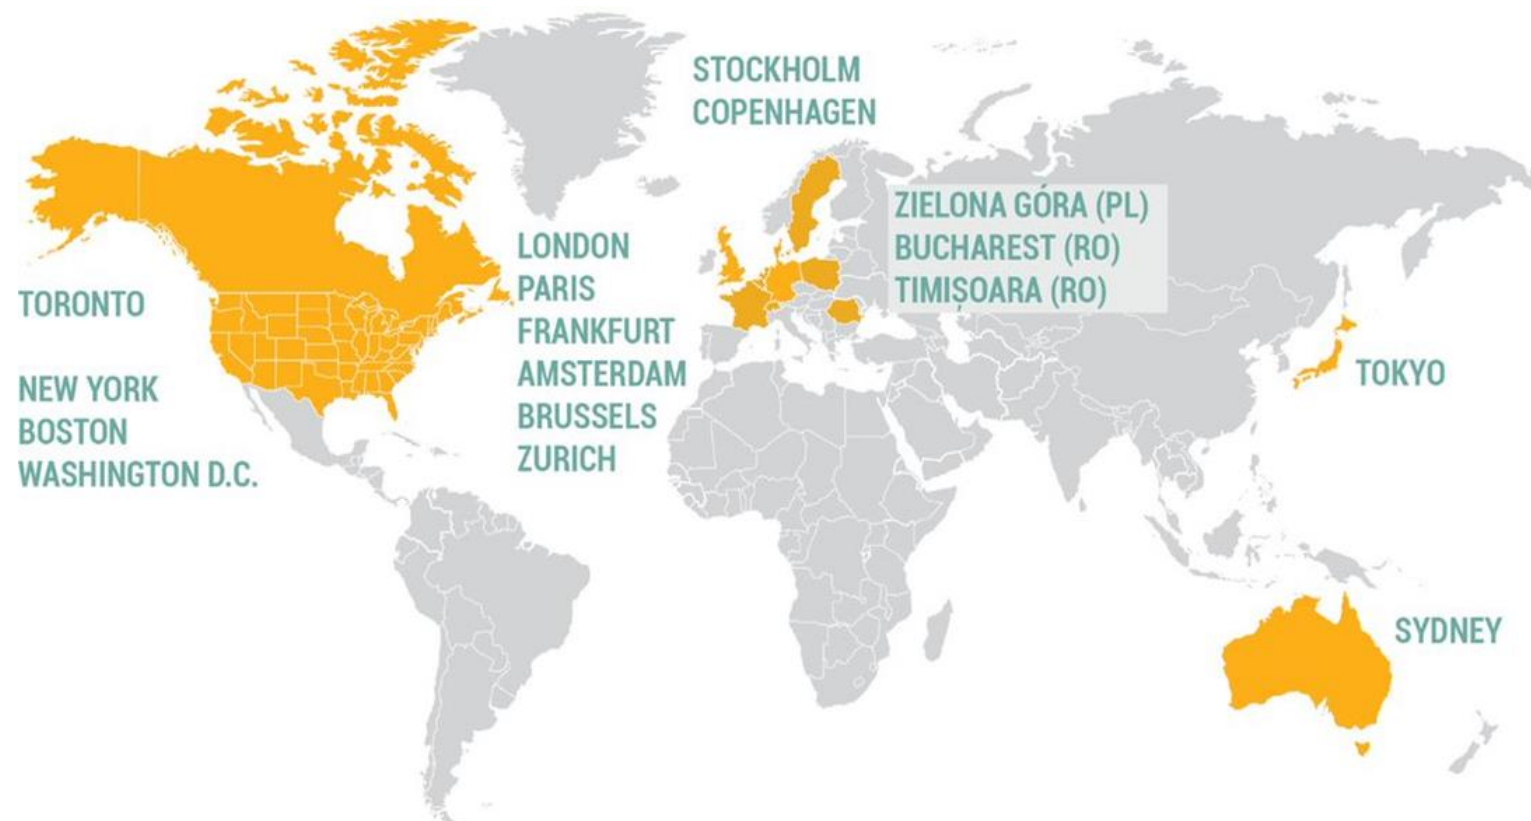 STOCKHOLM
COPENHAGEN
ZIELONA GÓRA (PL)
BUCHAREST (RO)
TIMIȘOARA (RO)
LONDON
PARIS
FRANKFURT
AMSTERDAM
BRUSSELS
ZURICH
TORONTO
NEW YORK
BOSTON
WASHINGTON D.C.
TOKYO
SYDNEY